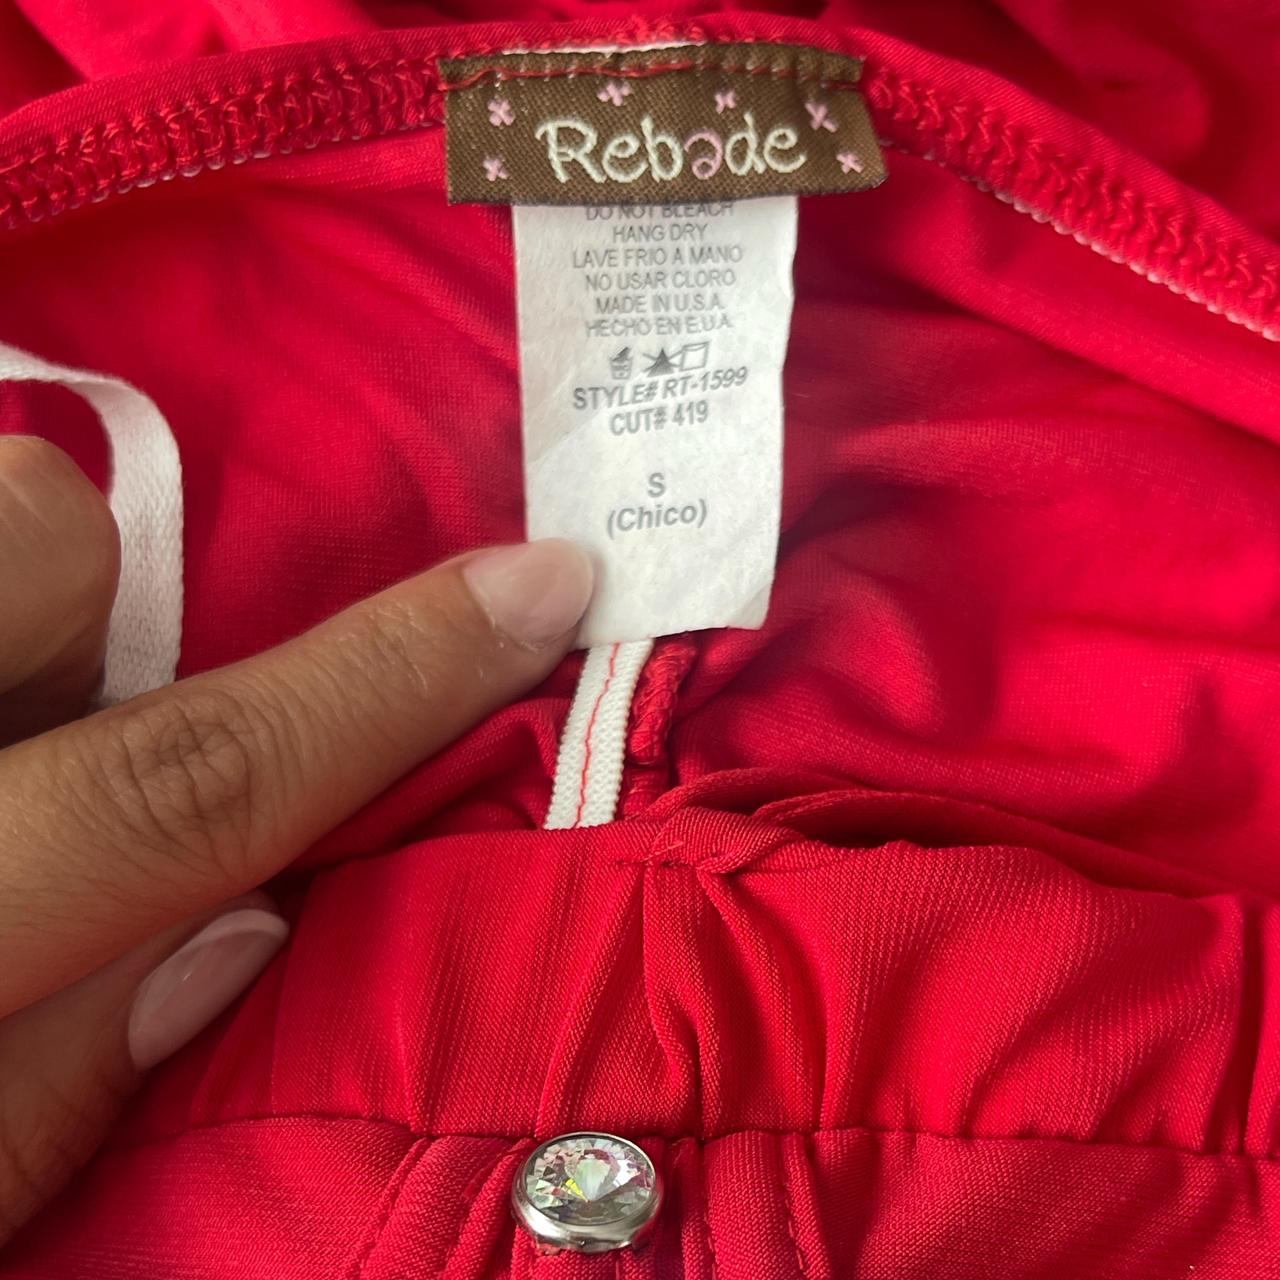 Rebede
DO NOT BLEACH
HANG DRY
LAVE FRIO A MANO
NO USAR CLORO
MADE IN U.S.A.
HECHO EN E.U.A.
STYLE# RT-1599
CUT# 419
S
(Chico)